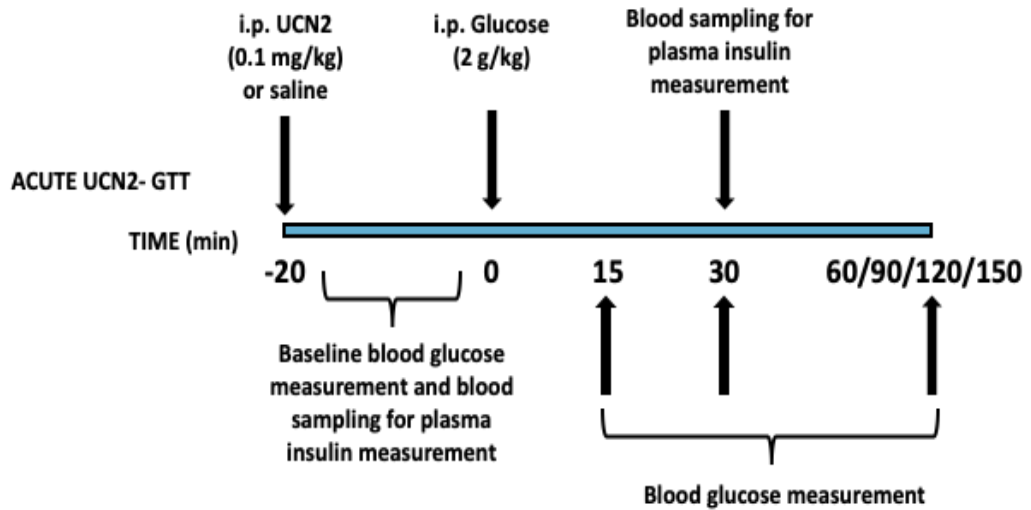 i.p. UCN2
(0.1 mg/kg)
or saline
i.p. Glucose
(2 g/kg)
Blood sampling for
plasma insulin
measurement
ACUTE UCN2- GTT
TIME (min)
-20
0
15
30
60/90/120/150
Baseline blood glucose
measurement and blood
sampling for plasma
insulin measurement
Blood glucose measurement